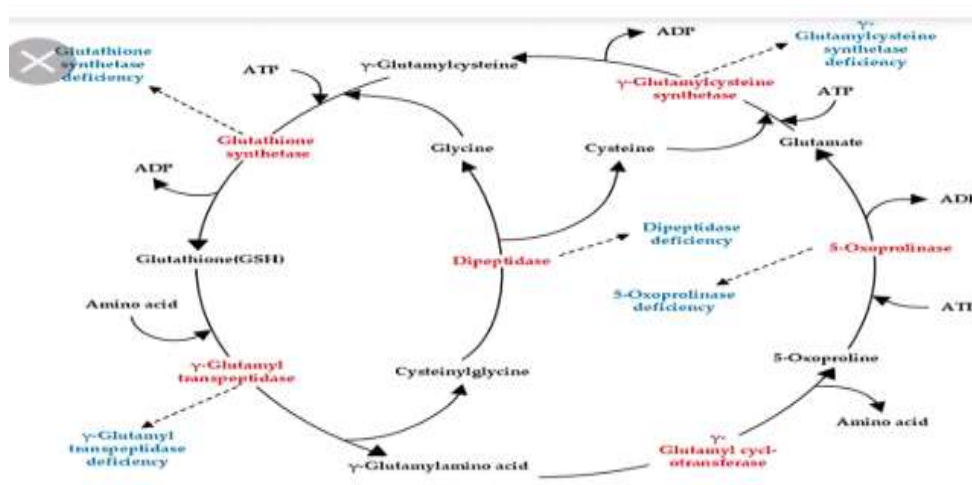 Glutathione
synthetase
deficiency
ATP
γ-Glutamylcysteine
ADP
γ-
Glutamylcysteine
synthetase
deficiency
γ-Glutamylcysteine
synthetase
ATP
Glutathione
synthetase
Glycine
Cysteine
Glutamate
ADP
ADP
Dipeptidase
deficiency
5-Oxoprolinase
Glutathione(GSH)
Dipeptidase
5-Oxoprolinase
deficiency
Amino acid
γ-Glutamyl
transpeptidase
Cysteinylglycine
5-Oxoproline
Amino acid
γ-Glutamyl
transpeptidase
deficiency
γ-Glutamylamino acid
γ-
Glutamyl cycl-
otransferase